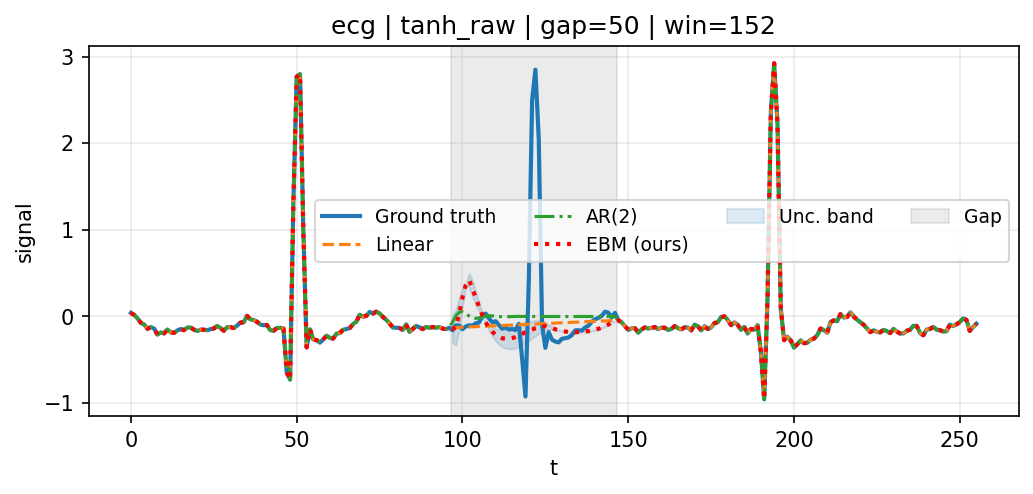 ecg | tanh_raw | gap=50 | win=152
3
2
1
0
−1
signal
Ground truth
Linear
AR(2)
EBM (ours)
Unc. band
Gap
0 50 100 150 200 250
t